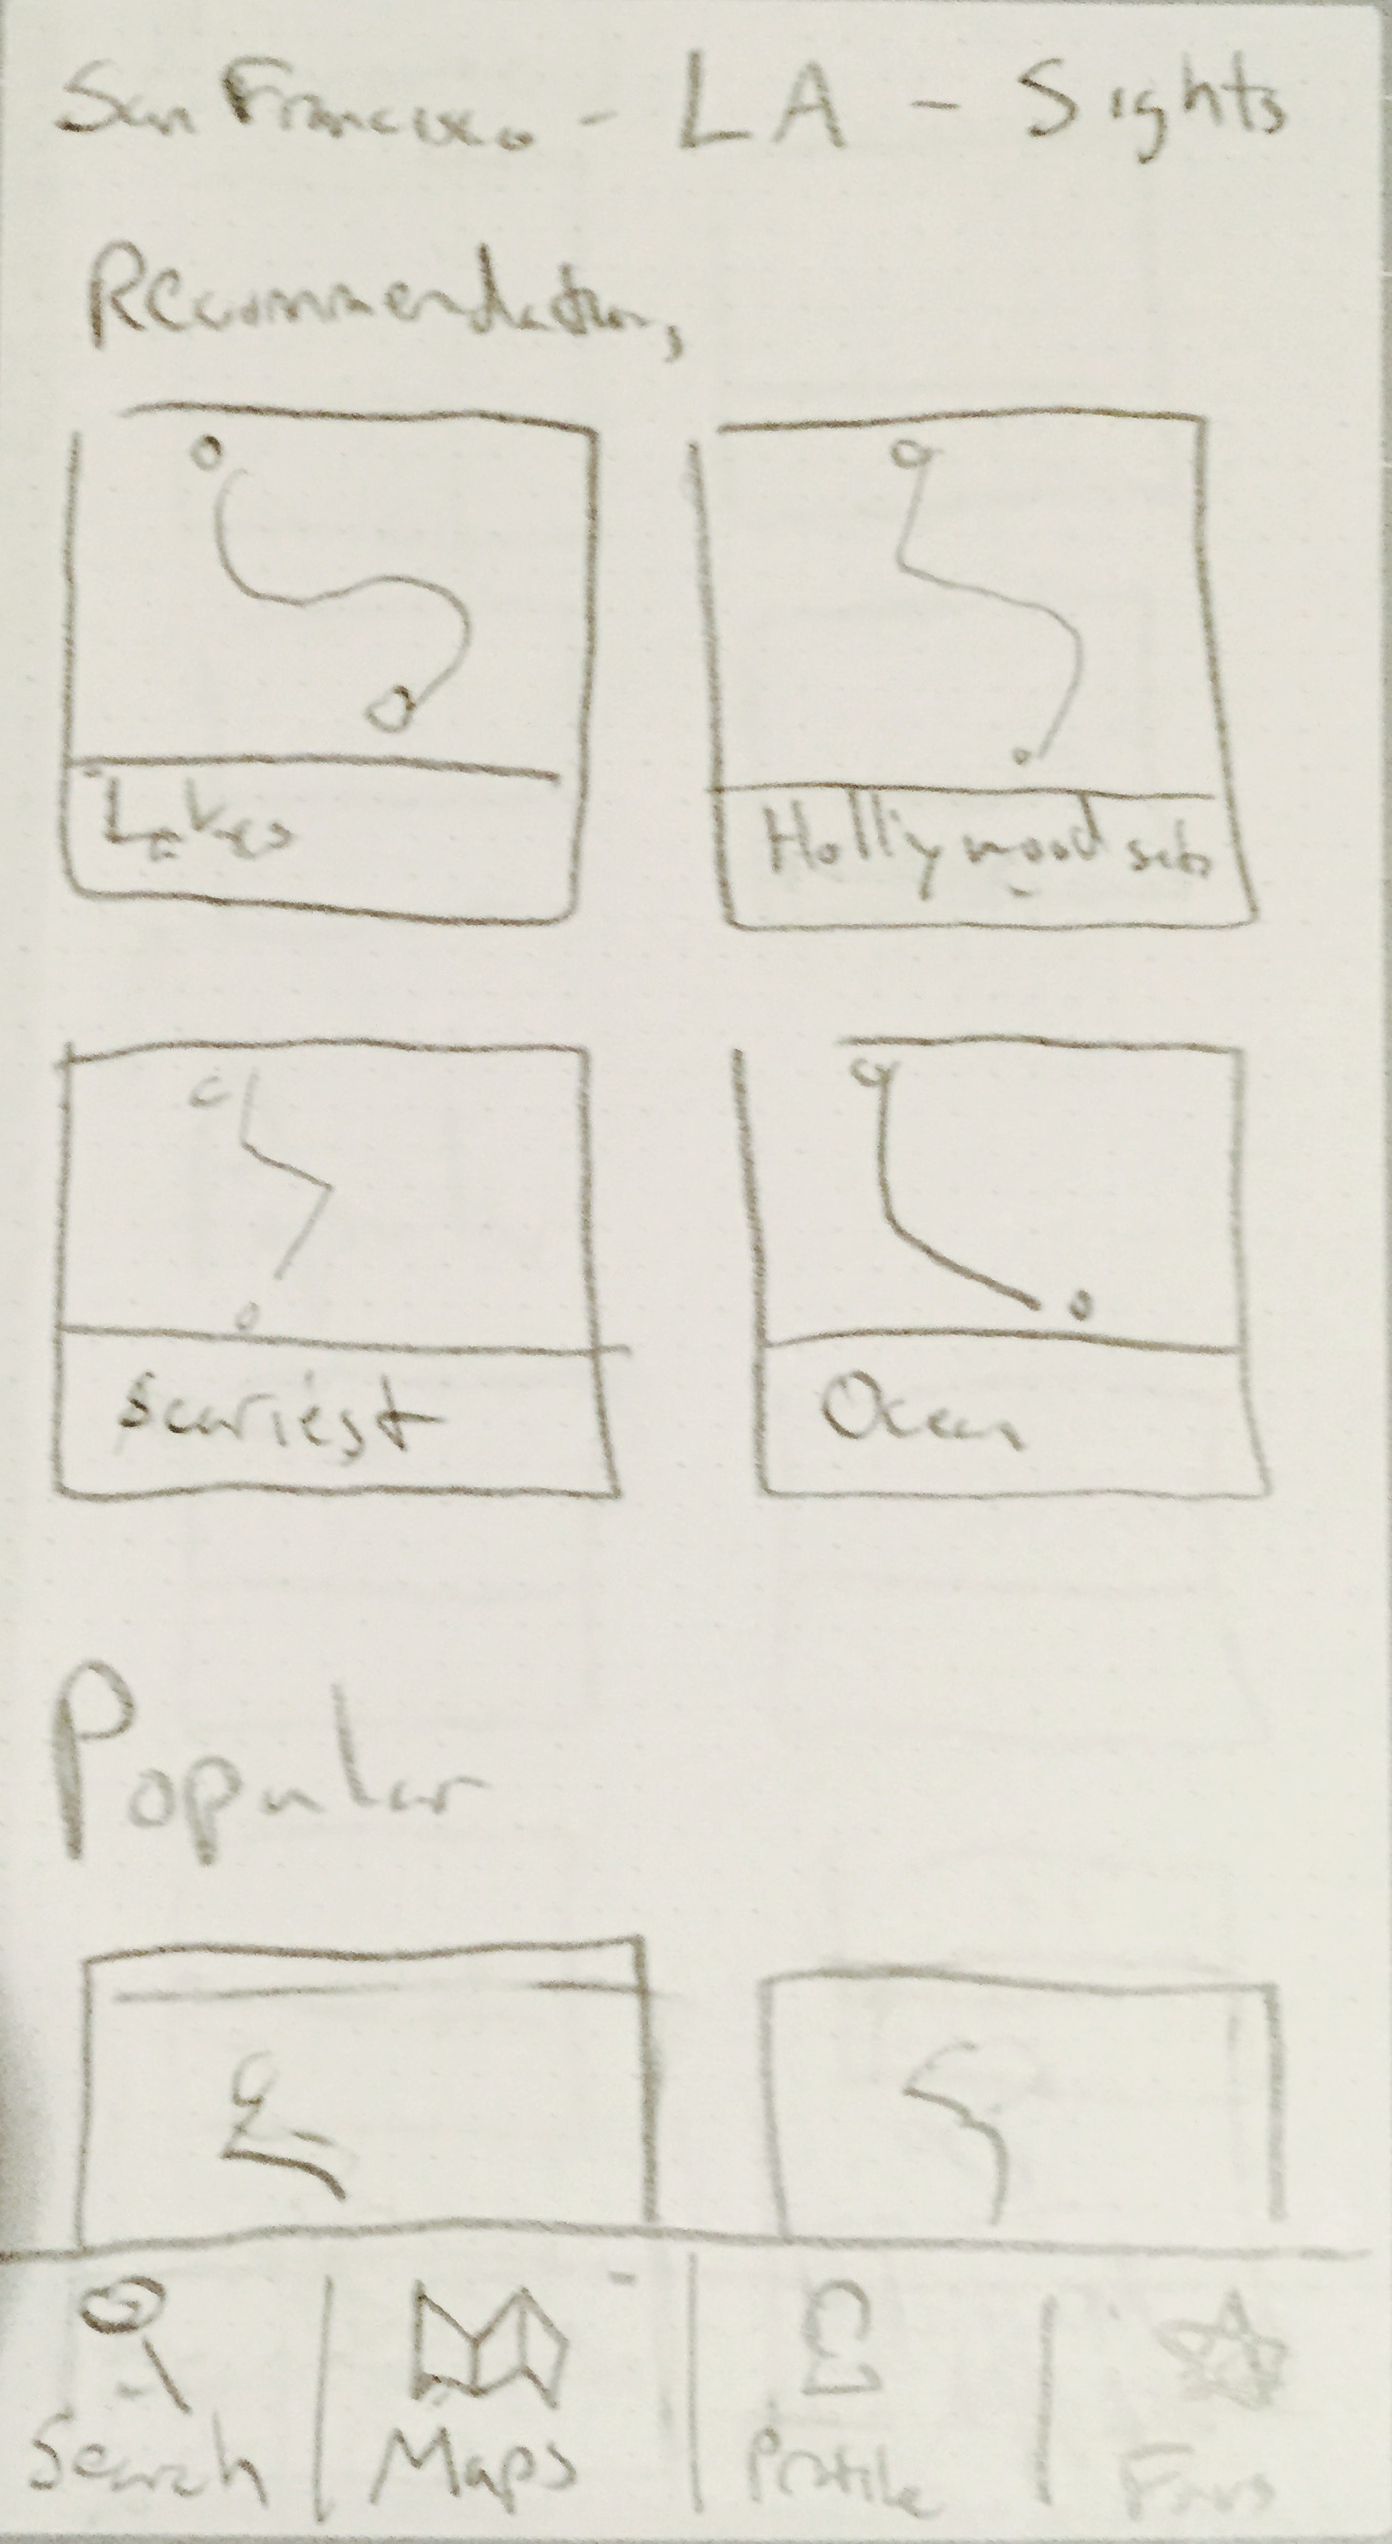 San Francisco - LA - Sights
Recommendations
Lakes
Hollywood sets
Scariest
Ocean
Popular
Search
Maps
Profile
Favs